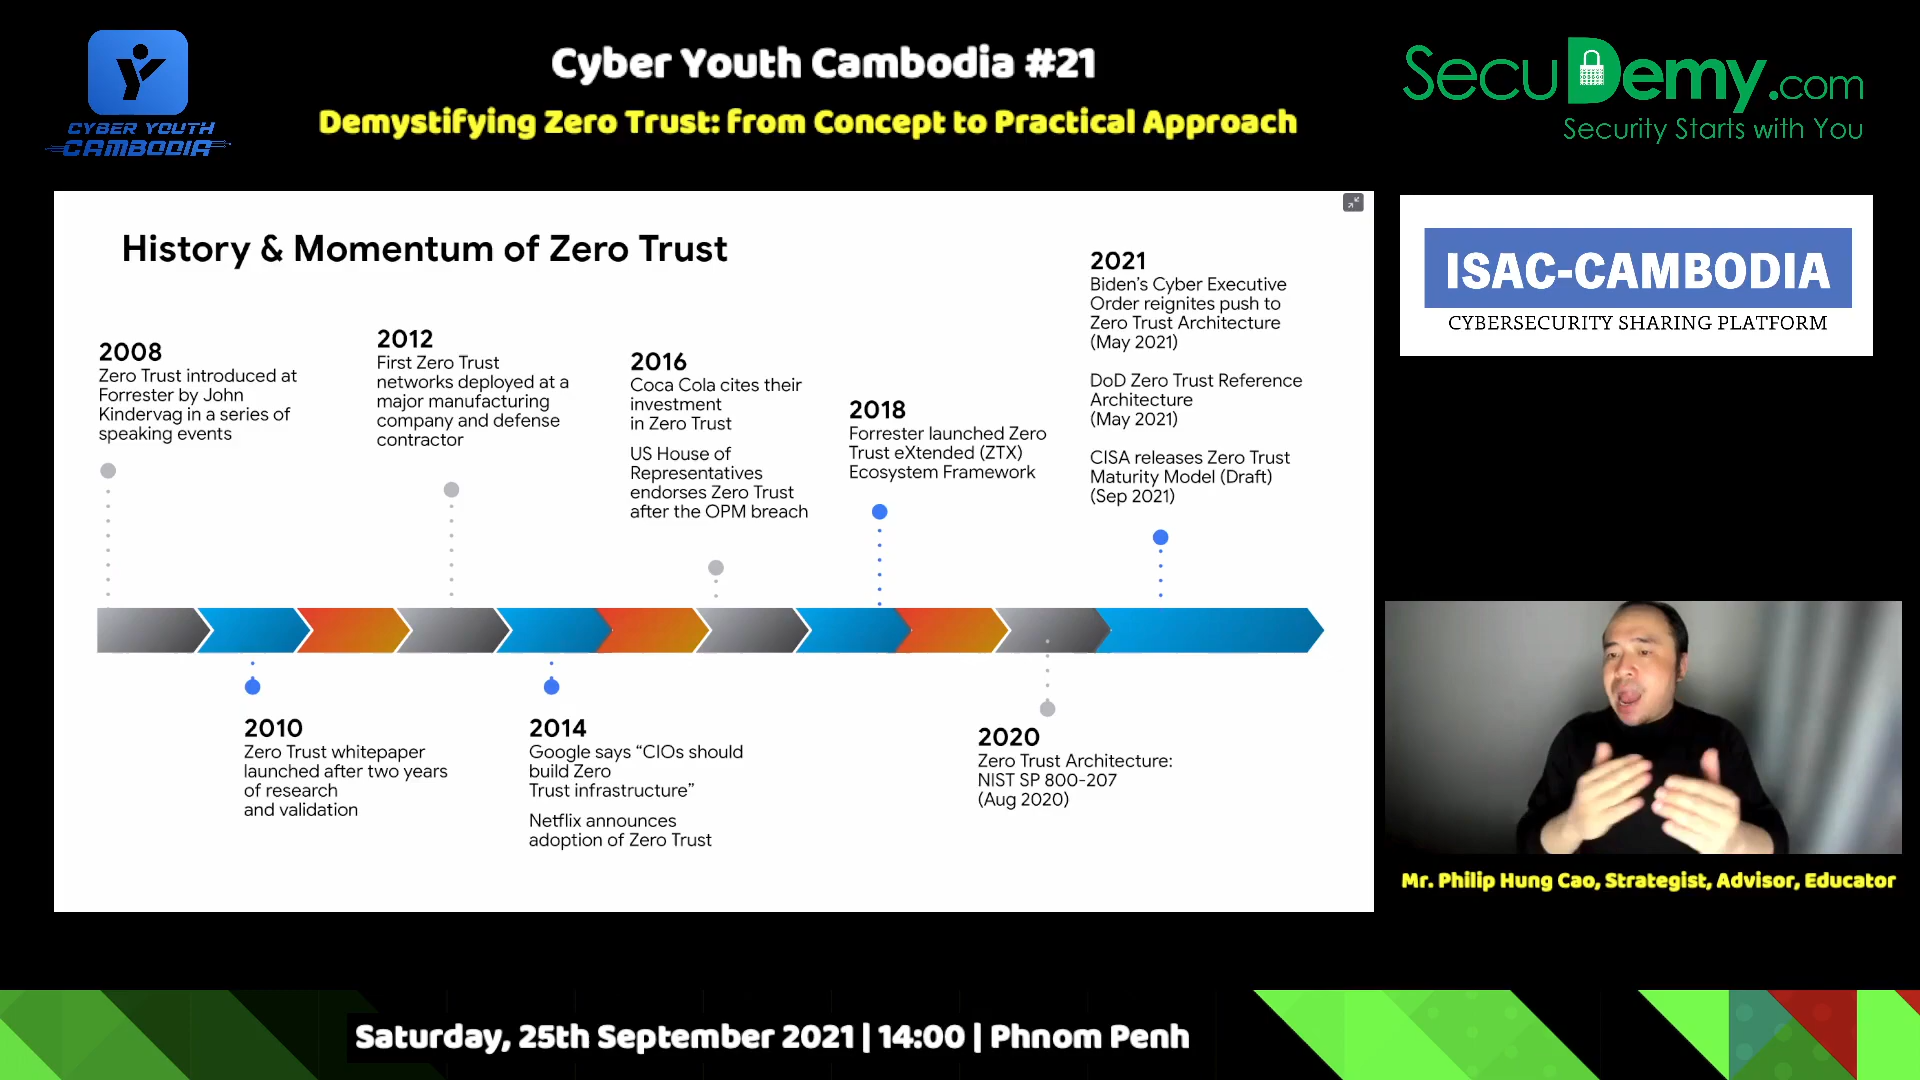 Cyber Youth Cambodia #21
Demystifying Zero Trust: from Concept to Practical Approach
CYBER YOUTH
CAMBODIA
SecuDemy.com
Security Starts with You
ISAC-CAMBODIA
CYBERSECURITY SHARING PLATFORM
History & Momentum of Zero Trust
2008
Zero Trust introduced at
Forrester by John
Kindervag in a series of
speaking events
2012
First Zero Trust
networks deployed at a
major manufacturing
company and defense
contractor
2016
Coca Cola cites their
investment
in Zero Trust
US House of
Representatives
endorses Zero Trust
after the OPM breach
2018
Forrester launched Zero
Trust eXtended (ZTX)
Ecosystem Framework
2021
Biden's Cyber Executive
Order reignites push to
Zero Trust Architecture
(May 2021)
DoD Zero Trust Reference
Architecture
(May 2021)
CISA releases Zero Trust
Maturity Model (Draft)
(Sep 2021)
2010
Zero Trust whitepaper
launched after two years
of research
and validation
2014
Google says “CIOs should
build Zero
Trust infrastructure”
Netflix announces
adoption of Zero Trust
2020
Zero Trust Architecture:
NIST SP 800-207
(Aug 2020)
Mr. Philip Hung Cao, Strategist, Advisor, Educator
Saturday, 25th September 2021 | 14:00 | Phnom Penh